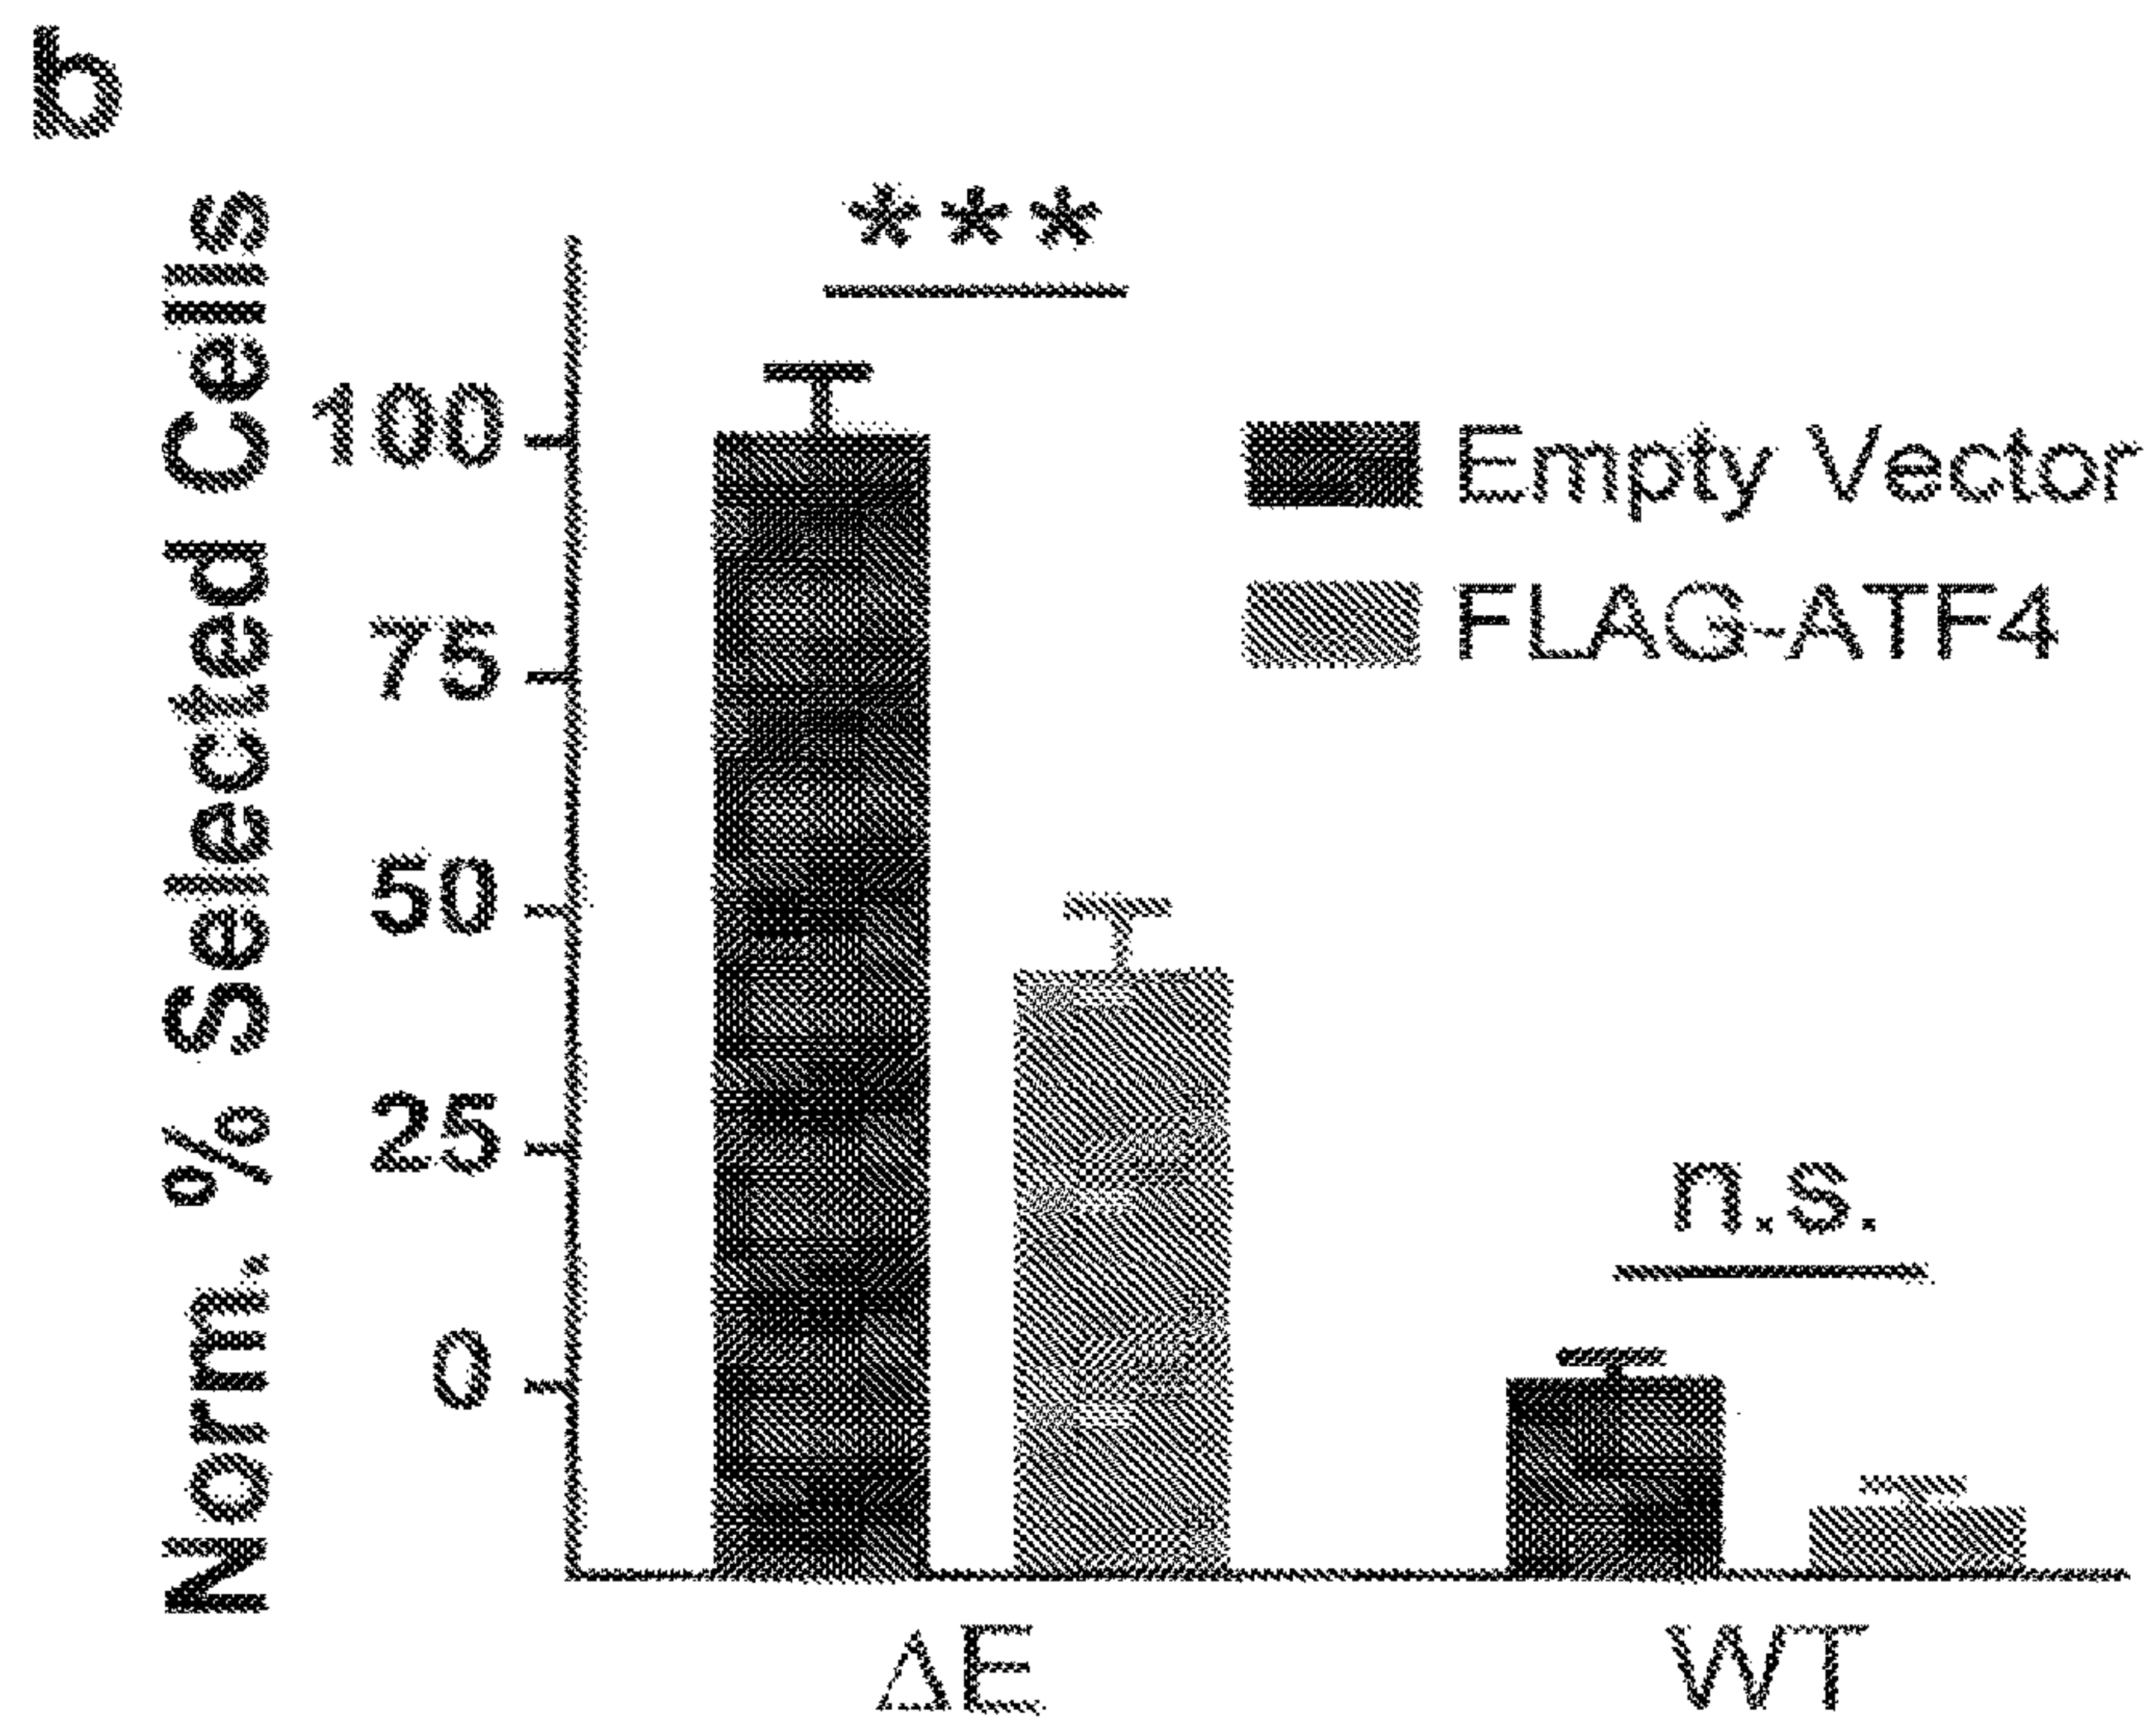 b
Norm. % Selected Cells
***
100
75
50
25
0
Empty Vector
FLAG-ATF4
n.s.
ΔE
WT